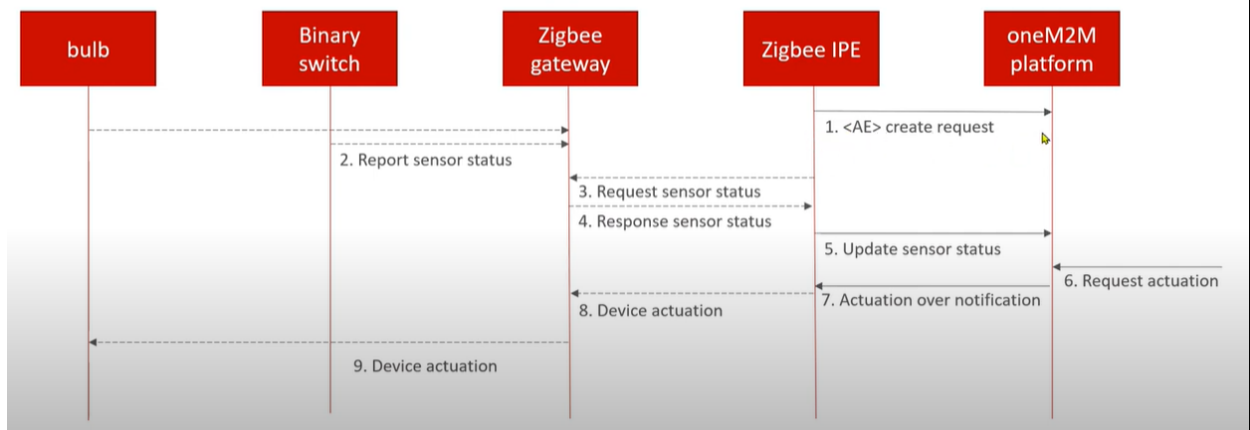 bulb
Binary
switch
Zigbee
gateway
Zigbee IPE
oneM2M
platform
1. <AE> create request
2. Report sensor status
3. Request sensor status
4. Response sensor status
5. Update sensor status
6. Request actuation
7. Actuation over notification
8. Device actuation
9. Device actuation